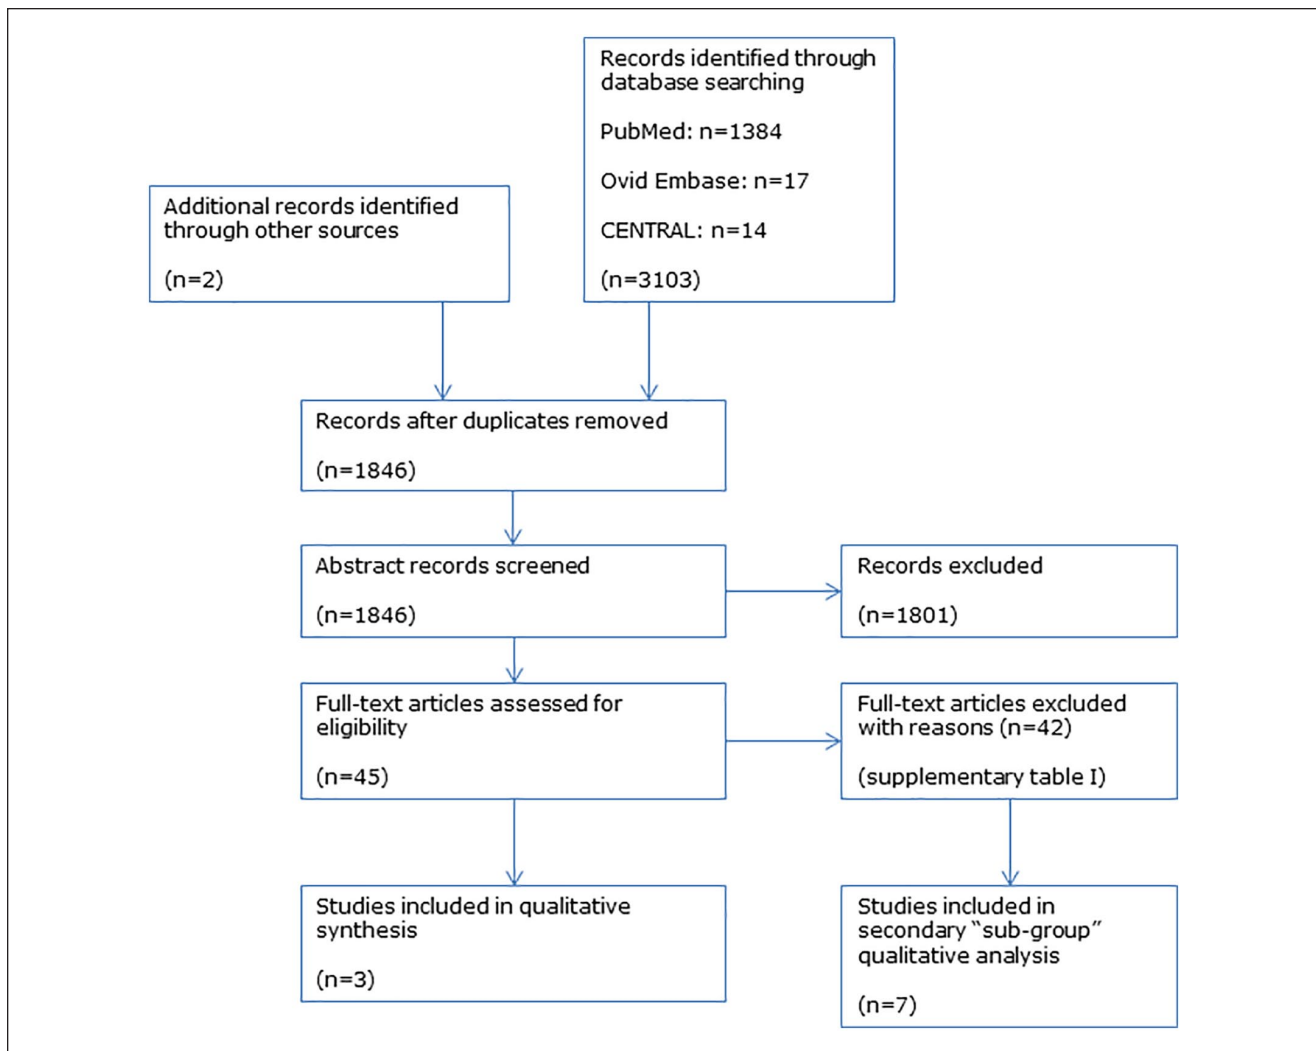 Records identified through
database searching
PubMed: n=1384
Ovid Embase: n=17
CENTRAL: n=14
(n=3103)
Additional records identified
through other sources
(n=2)
Records after duplicates removed
(n=1846)
Abstract records screened
(n=1846)
Records excluded
(n=1801)
Full-text articles assessed for
eligibility
(n=45)
Full-text articles excluded
with reasons (n=42)
(supplementary table I)
Studies included in qualitative
synthesis
(n=3)
Studies included in
secondary “sub-group”
qualitative analysis
(n=7)